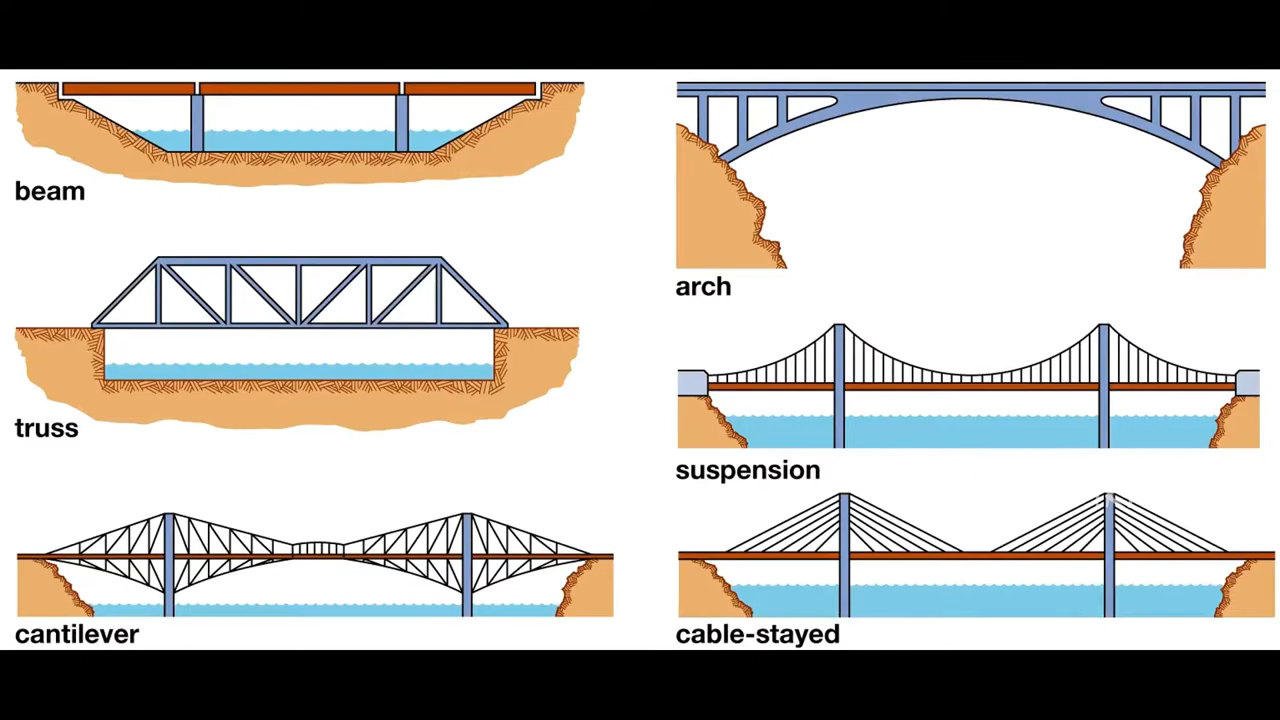 beam
truss
cantilever
arch
suspension
cable-stayed